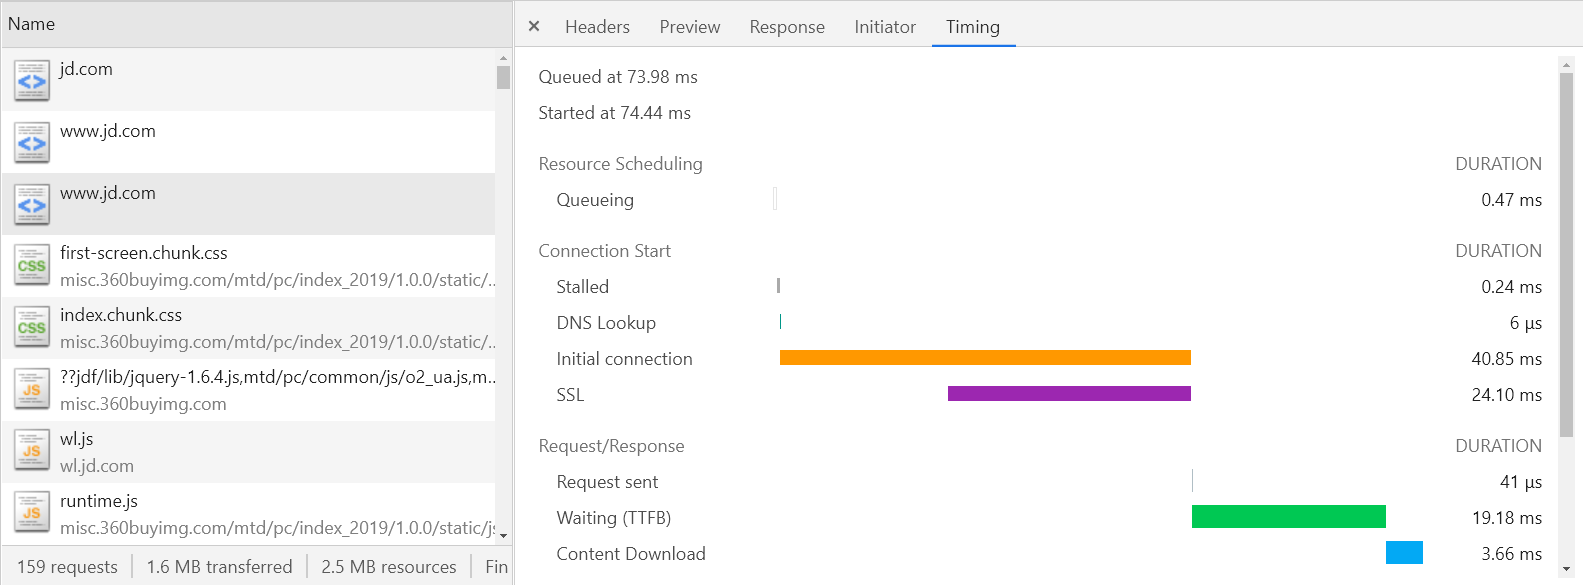 Name
jd.com
www.jd.com
www.jd.com
first-screen.chunk.css
misc.360buyimg.com/mtd/pc/index_2019/1.0.0/static/..
index.chunk.css
misc.360buyimg.com/mtd/pc/index_2019/1.0.0/static/..
??jdf/lib/jquery-1.6.4.js,mtd/pc/common/js/o2_ua.js,m...
misc.360buyimg.com
wl.js
wl.jd.com
runtime.js
misc.360buyimg.com/mtd/pc/index_2019/1.0.0/static/js
159 requests 1.6 MB transferred 2.5 MB resources Fin
× Headers Preview Response Initiator Timing
Queued at 73.98 ms
Started at 74.44 ms
Resource Scheduling DURATION
Queueing 0.47 ms
Connection Start DURATION
Stalled 0.24 ms
DNS Lookup 6 µs
Initial connection 40.85 ms
SSL 24.10 ms
Request/Response DURATION
Request sent 41 µs
Waiting (TTFB) 19.18 ms
Content Download 3.66 ms
JS
JS
JS
CSS
CSS